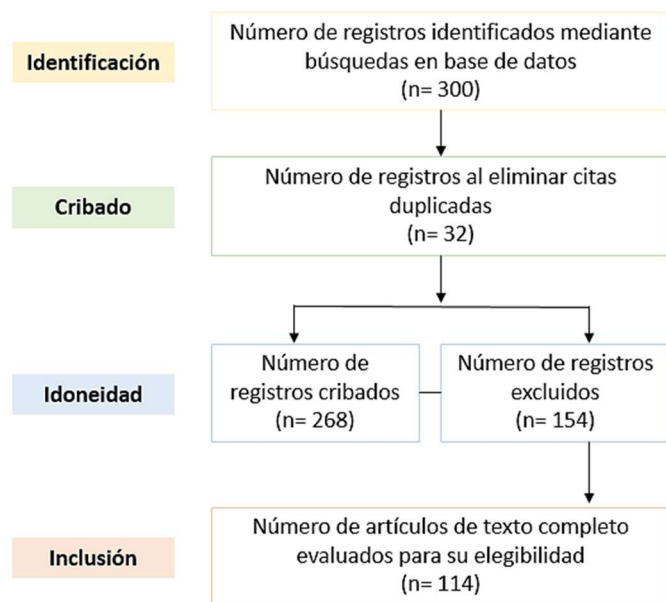 Identificación
Número de registros identificados mediante
búsquedas en base de datos
(n= 300)
Cribado
Número de registros al eliminar citas
duplicadas
(n= 32)
Idoneidad
Número de
registros cribados
(n= 268)
Número de registros
excluidos
(n= 154)
Inclusión
Número de artículos de texto completo
evaluados para su elegibilidad
(n= 114)